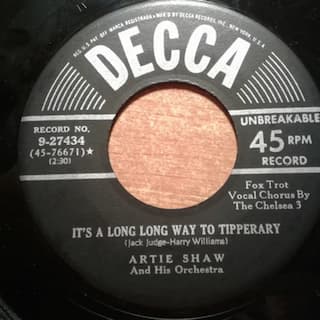 REG. U.S. PAT. OFF. MARCA REGISTRADA • MAN'F'D BY DECCA RECORDS, INC., NEW YORK, U.S.A.
DECCA
UNBREAKABLE
RECORD NO.
9-27434
(45-76671)★
(2:30)
45 RPM
RECORD
Fox Trot
Vocal Chorus By
The Chelsea 3
IT'S A LONG LONG WAY TO TIPPERARY
(Jack Judge-Harry Williams)
ARTIE SHAW
And His Orchestra